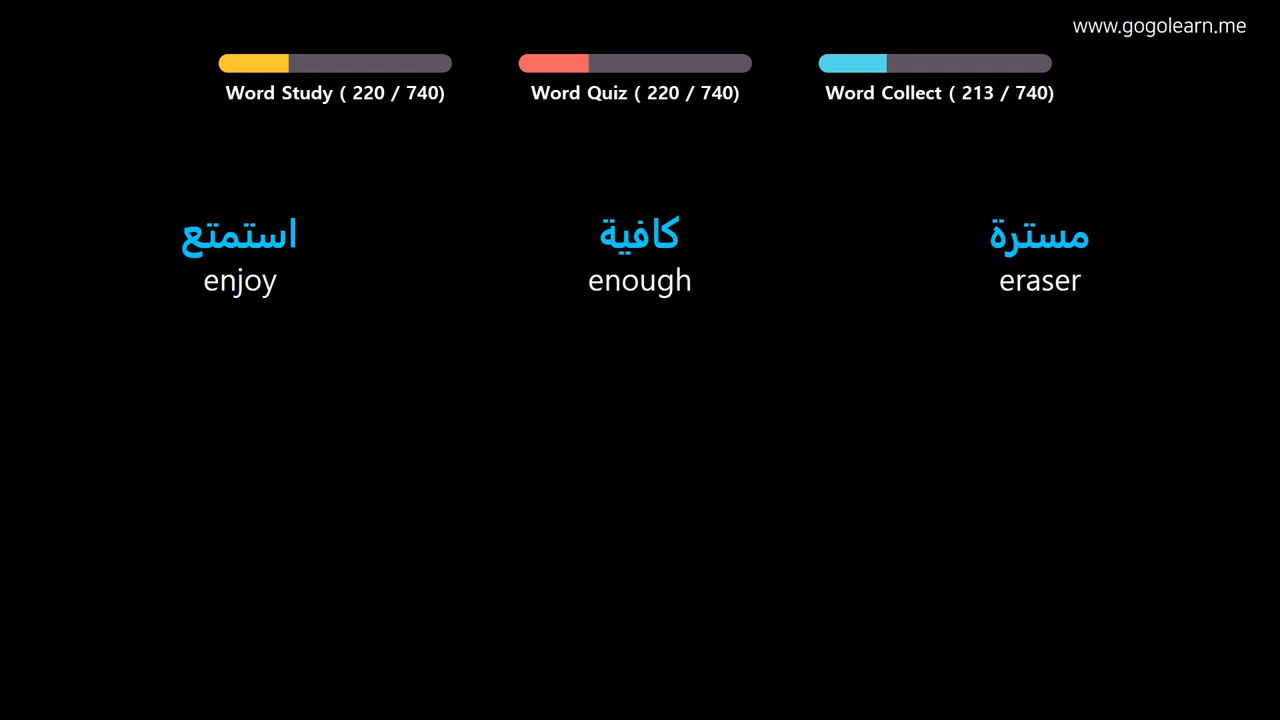 www.gogolearn.me
Word Study ( 220 / 740)
Word Quiz ( 220 / 740)
Word Collect ( 213 / 740)
استمتع
enjoy
كافية
enough
مسترة
eraser